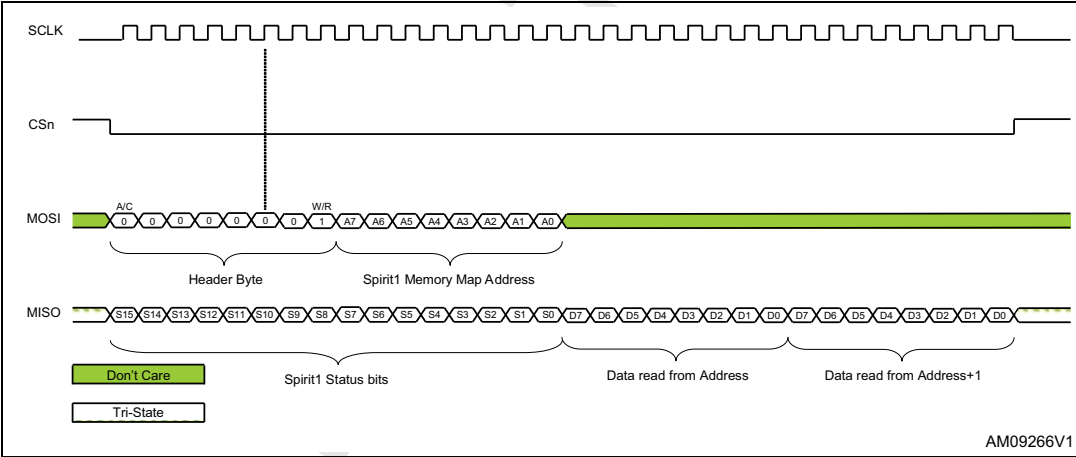 SCLK
CSn
A/C W/R
MOSI 0 0 0 0 0 0 0 1 A7 A6 A5 A4 A3 A2 A1 A0
Header Byte Spirit1 Memory Map Address
MISO S15 S14 S13 S12 S11 S10 S9 S8 S7 S6 S5 S4 S3 S2 S1 S0 D7 D6 D5 D4 D3 D2 D1 D0 D7 D6 D5 D4 D3 D2 D1 D0
Don't Care Spirit1 Status bits Data read from Address Data read from Address+1
Tri-State
AM09266V1